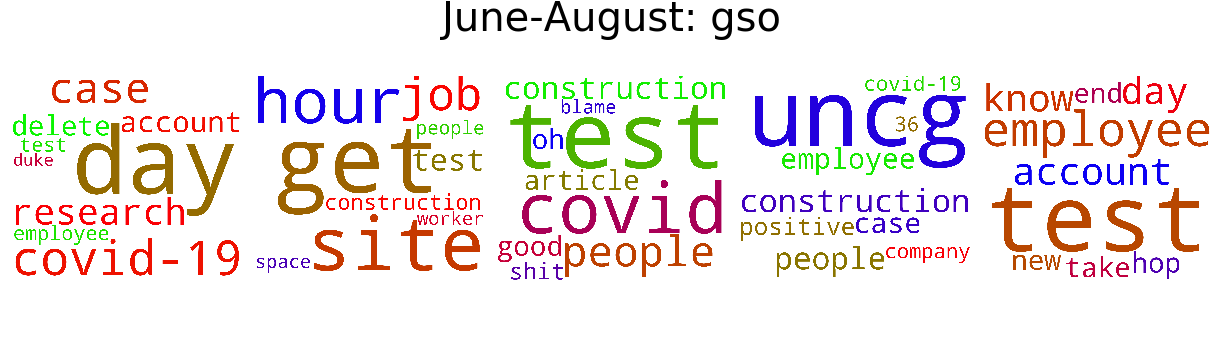 June-August: gso
case
delete account
test
duke
day
research
employee
covid-19
hour job
people
get test
construction
worker
site
space
construction
blame
test
oh
article
covid
good people
shit
covid-19
uncg
36
employee
construction
positive case
people company
know end day
employee
account
test
new take hop